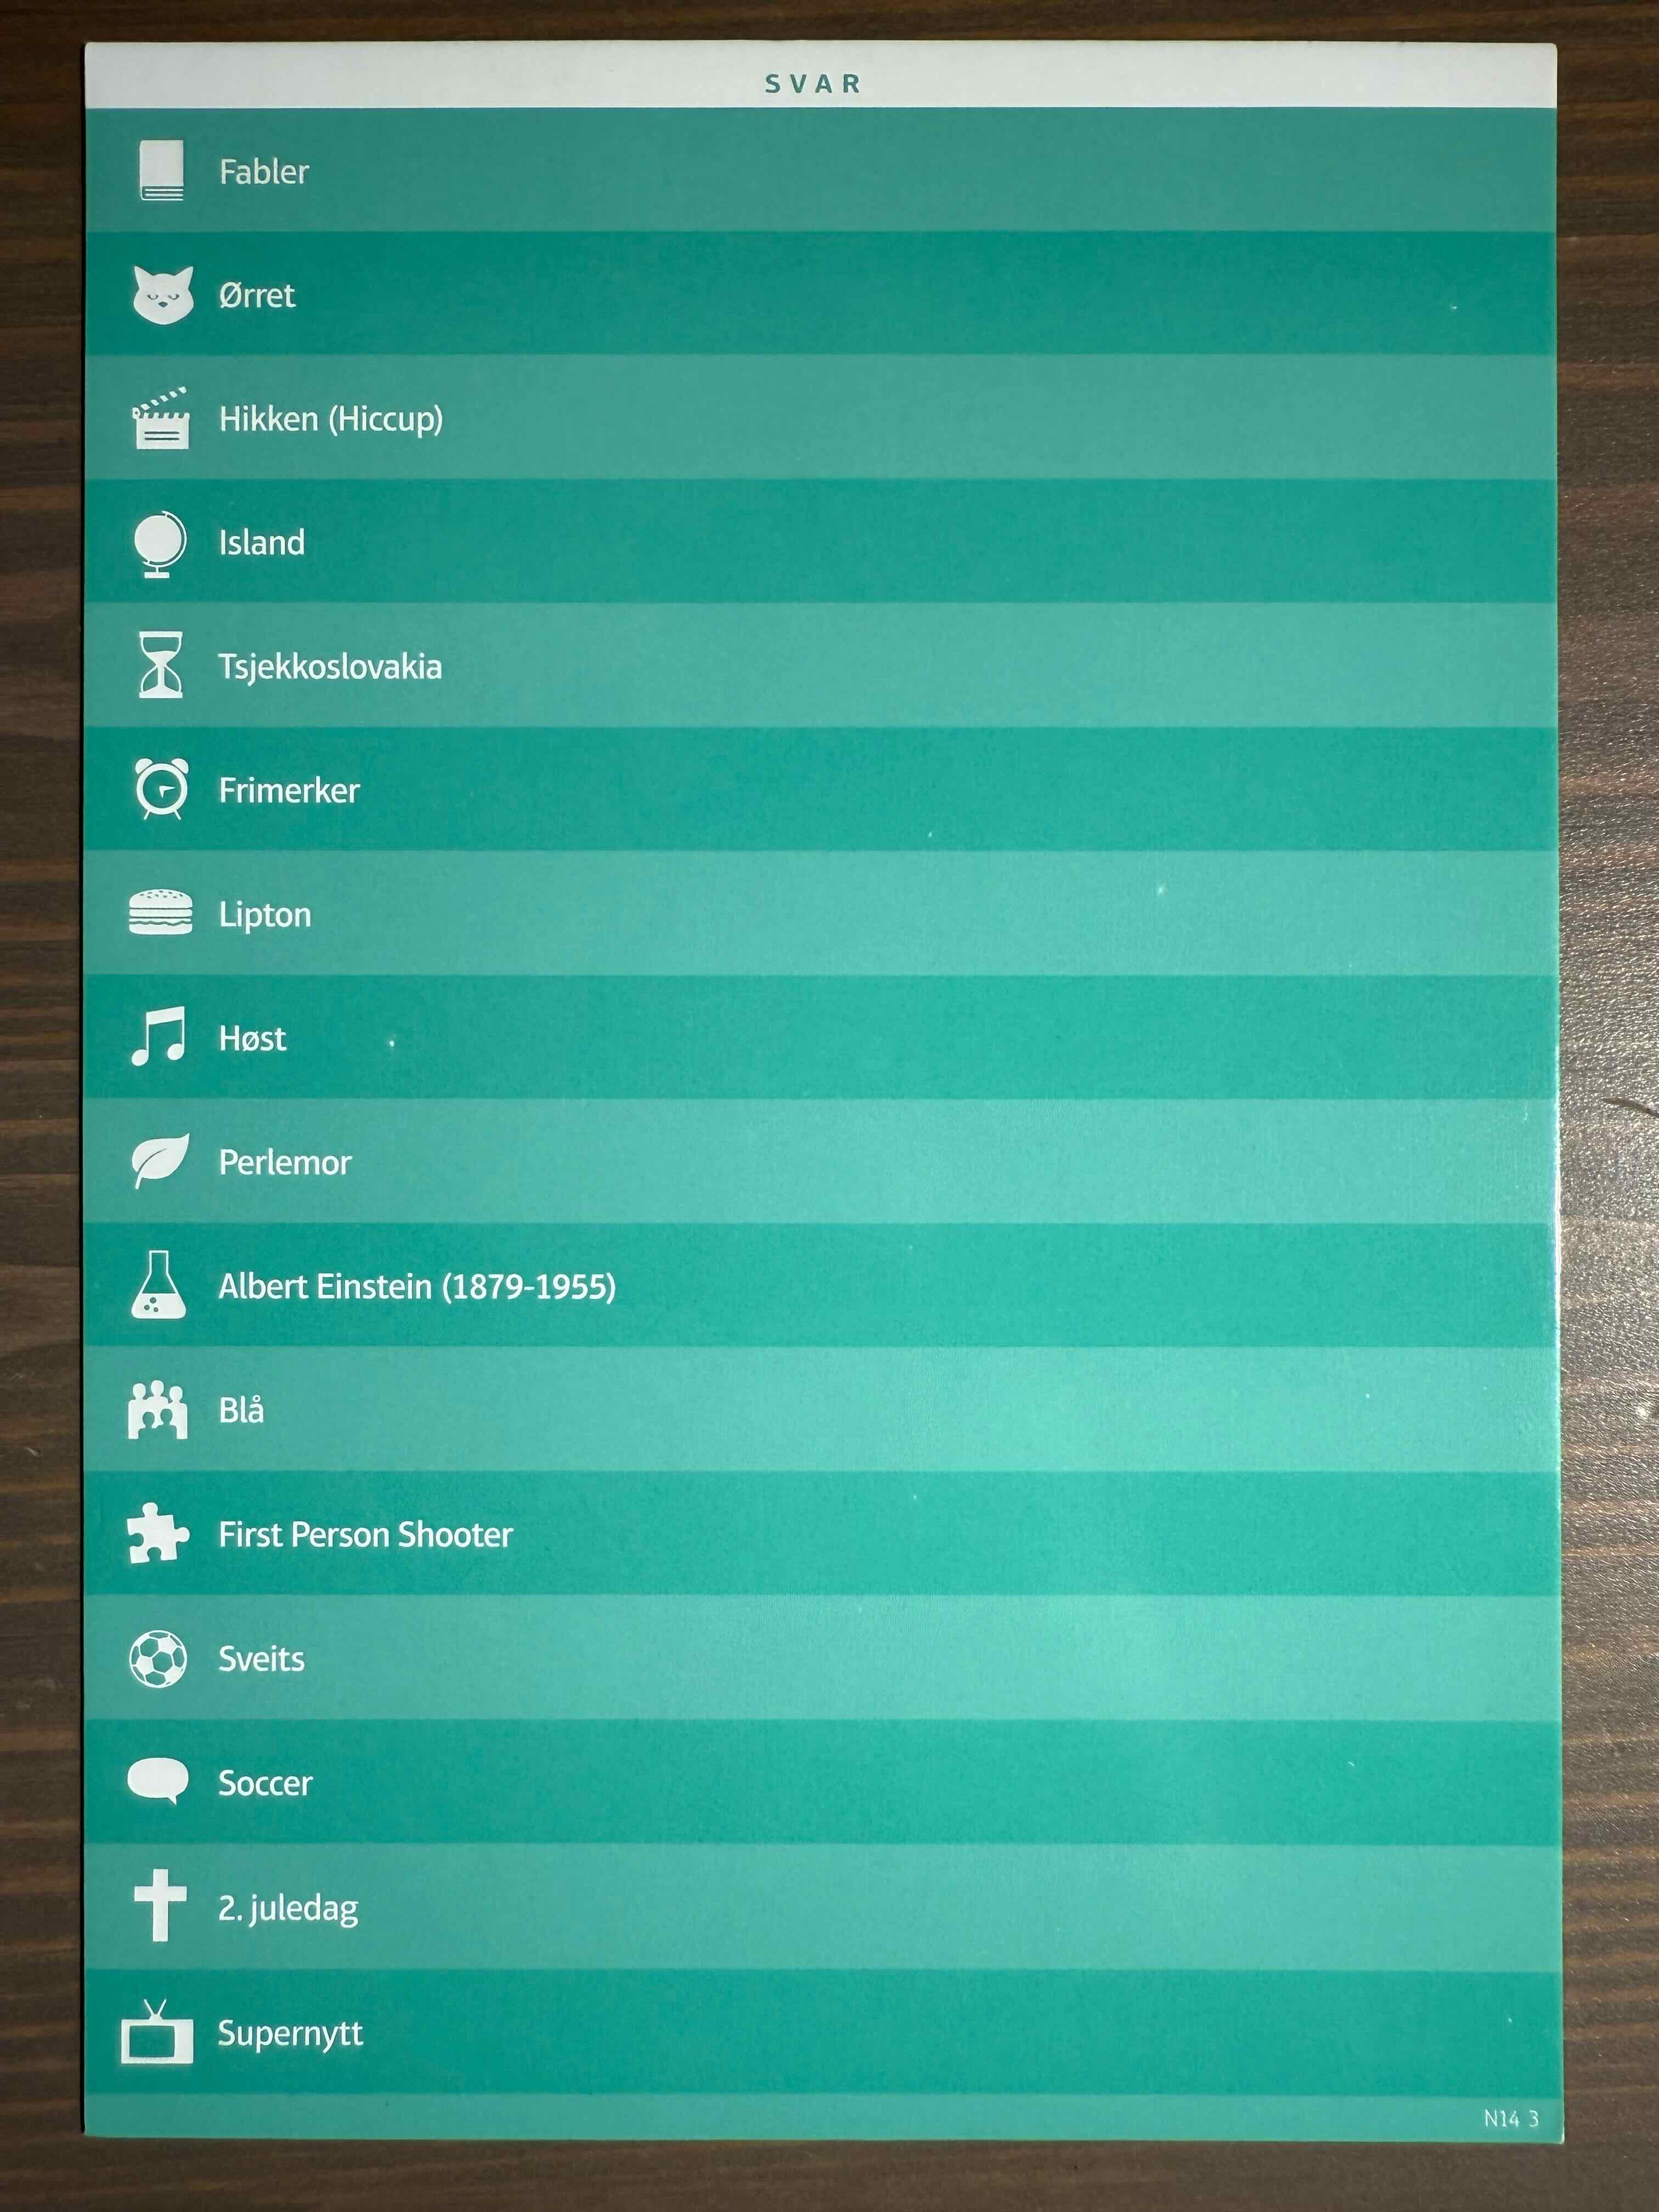 SVAR
Fabler
Ørret
Hikken (Hiccup)
Island
Tsjekkoslovakia
Frimerker
Lipton
Høst
Perlemor
Albert Einstein (1879-1955)
Blå
First Person Shooter
Sveits
Soccer
2. juledag
Supernytt
N14 3